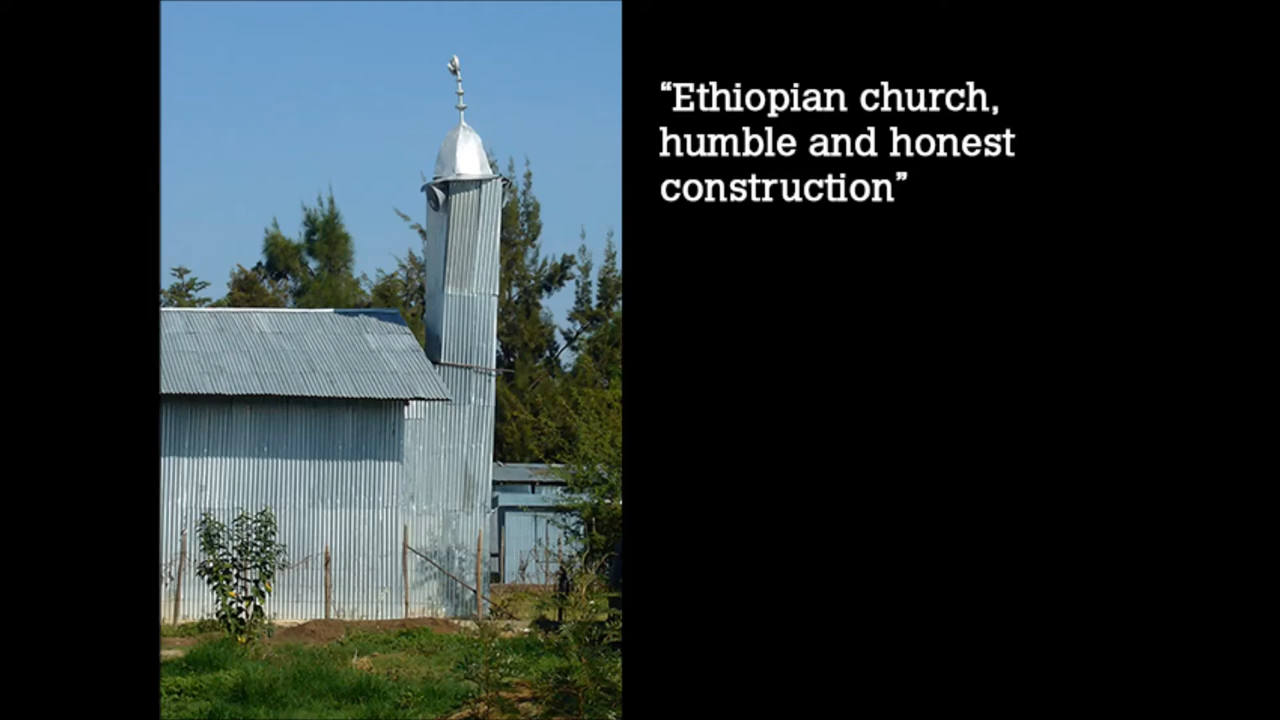 “Ethiopian church,
humble and honest
construction”